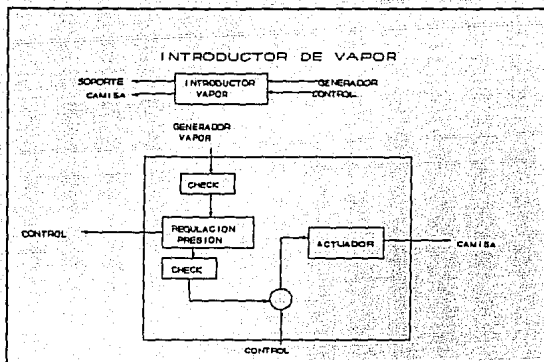 INTRODUCTOR DE VAPOR
SOPORTE
CAMISA
INTRODUCTOR
VAPOR
GENERADOR
CONTROL
GENERADOR
VAPOR
CHECK
CONTROL
REGULACION
PRESION
ACTUADOR
CAMISA
CHECK
CONTROL